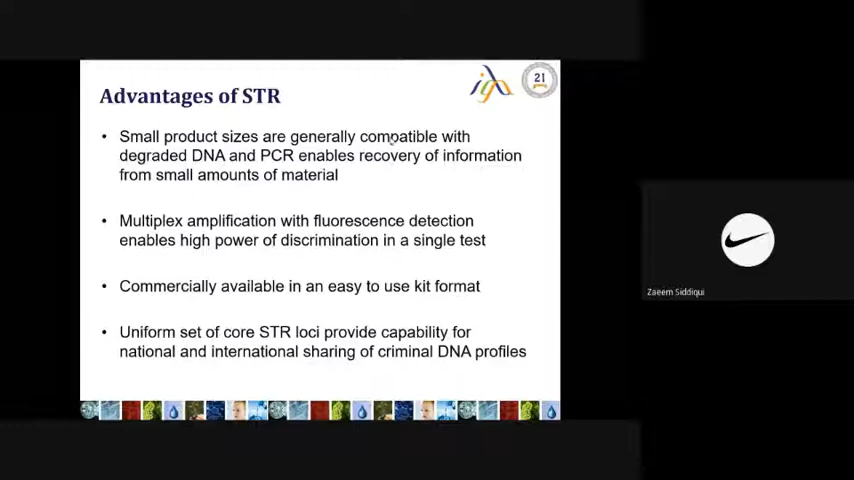 Advantages of STR
21
• Small product sizes are generally compatible with
degraded DNA and PCR enables recovery of information
from small amounts of material
• Multiplex amplification with fluorescence detection
enables high power of discrimination in a single test
• Commercially available in an easy to use kit format
• Uniform set of core STR loci provide capability for
national and international sharing of criminal DNA profiles
Zaeem Siddiqui